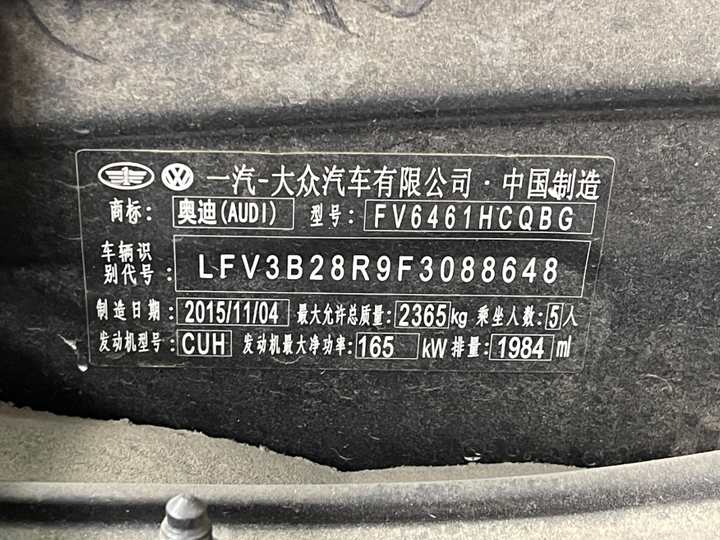 一汽-大众汽车有限公司·中国制造
商标: 奥迪(AUDI) 型号: FV6461HCQBG
车辆识
别代号: LFV3B28R9F3088648
制造日期: 2015/11/04 最大允许总质量: 2365kg 乘坐人数: 5人
发动机型号: CUH 发动机最大净功率: 165 kW 排量: 1984 ml